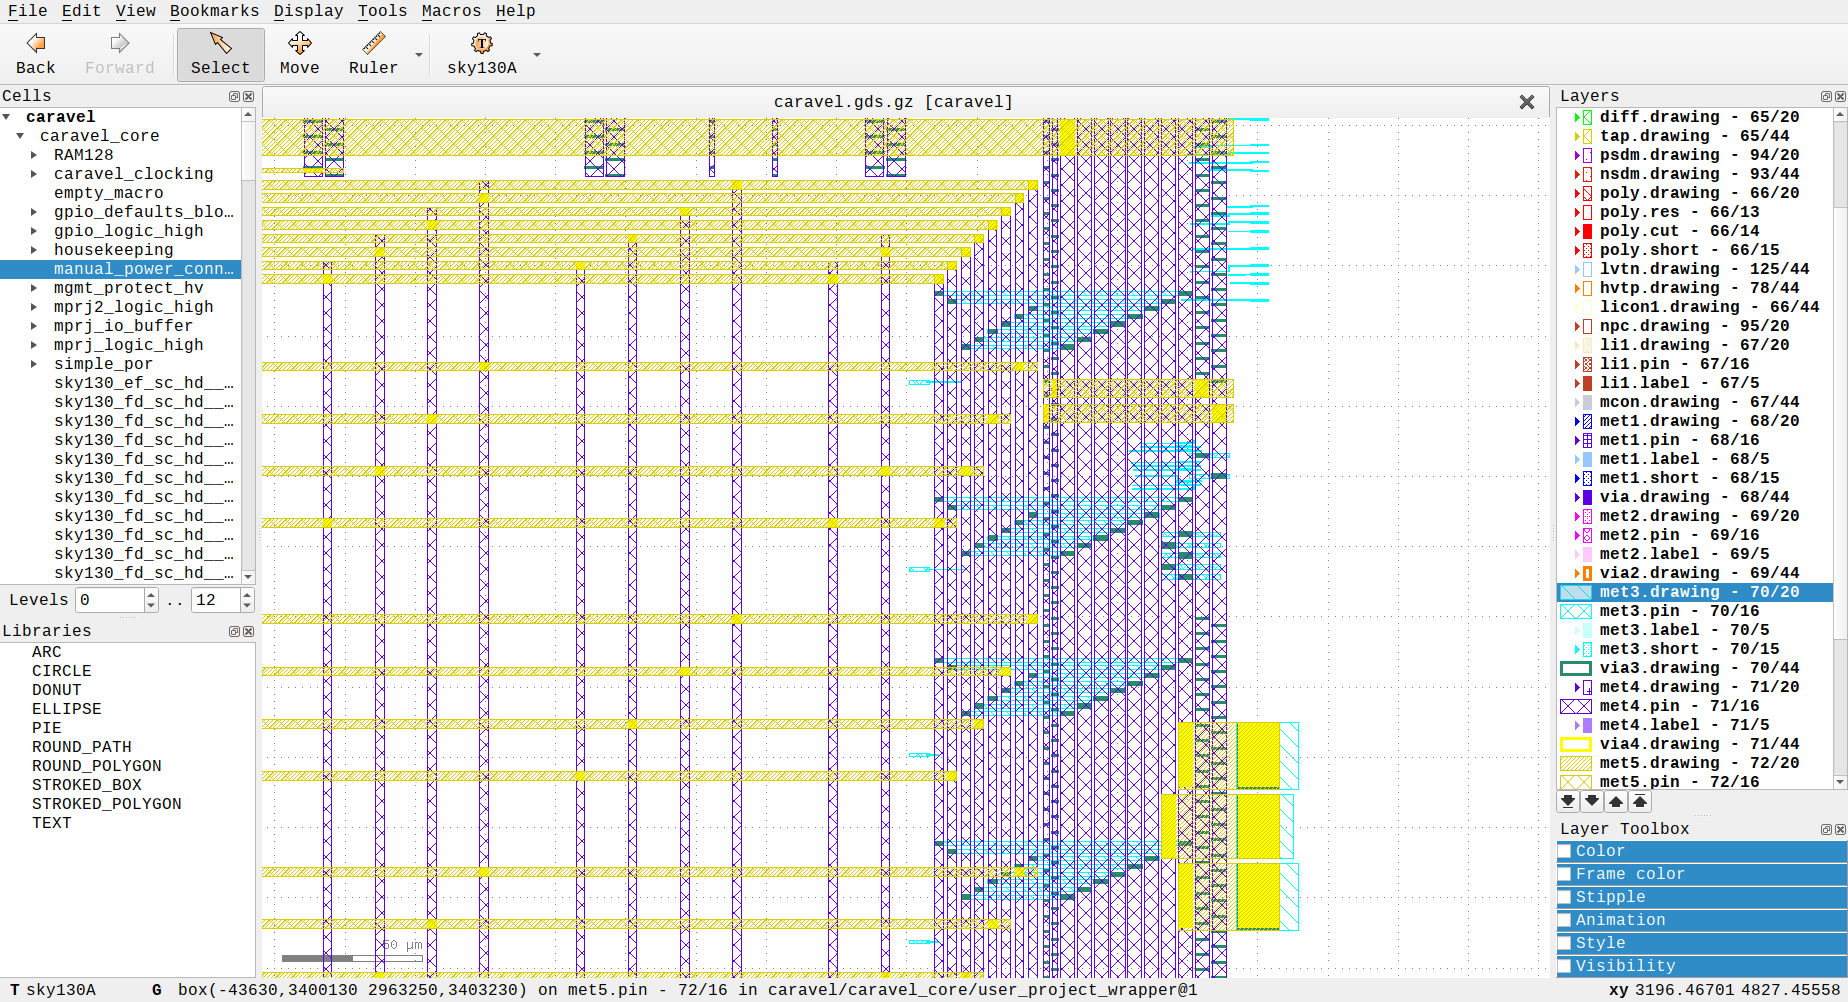 File Edit View Bookmarks Display Tools Macros Help
Back Forward Select Move Ruler sky130A
Cells
caravel
caravel_core
RAM128
caravel_clocking
empty_macro
gpio_defaults_blo...
gpio_logic_high
housekeeping
manual_power_conn...
mgmt_protect_hv
mprj2_logic_high
mprj_io_buffer
mprj_logic_high
simple_por
sky130_ef_sc_hd__...
sky130_fd_sc_hd__...
sky130_fd_sc_hd__...
sky130_fd_sc_hd__...
sky130_fd_sc_hd__...
sky130_fd_sc_hd__...
sky130_fd_sc_hd__...
sky130_fd_sc_hd__...
sky130_fd_sc_hd__...
sky130_fd_sc_hd__...
sky130_fd_sc_hd__...
Levels 0 .. 12
Libraries
ARC
CIRCLE
DONUT
ELLIPSE
PIE
ROUND_PATH
ROUND_POLYGON
STROKED_BOX
STROKED_POLYGON
TEXT
caravel.gds.gz [caravel]
50 µm
Layers
diff.drawing - 65/20
tap.drawing - 65/44
psdm.drawing - 94/20
nsdm.drawing - 93/44
poly.drawing - 66/20
poly.res - 66/13
poly.cut - 66/14
poly.short - 66/15
lvtn.drawing - 125/44
hvtp.drawing - 78/44
licon1.drawing - 66/44
npc.drawing - 95/20
li1.drawing - 67/20
li1.pin - 67/16
li1.label - 67/5
mcon.drawing - 67/44
met1.drawing - 68/20
met1.pin - 68/16
met1.label - 68/5
met1.short - 68/15
via.drawing - 68/44
met2.drawing - 69/20
met2.pin - 69/16
met2.label - 69/5
via2.drawing - 69/44
met3.drawing - 70/20
met3.pin - 70/16
met3.label - 70/5
met3.short - 70/15
via3.drawing - 70/44
met4.drawing - 71/20
met4.pin - 71/16
met4.label - 71/5
via4.drawing - 71/44
met5.drawing - 72/20
met5.pin - 72/16
Layer Toolbox
Color
Frame color
Stipple
Animation
Style
Visibility
T sky130A G box(-43630,3400130 2963250,3403230) on met5.pin - 72/16 in caravel/caravel_core/user_project_wrapper@1 xy 3196.46701 4827.45558